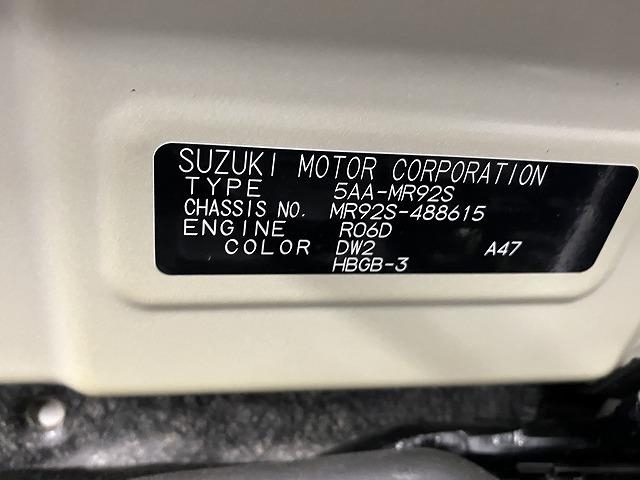 SUZUKI MOTOR CORPORATION
TYPE 5AA-MR92S
CHASSIS NO. MR92S-488615
ENGINE R06D
COLOR DW2 A47
HBGB-3